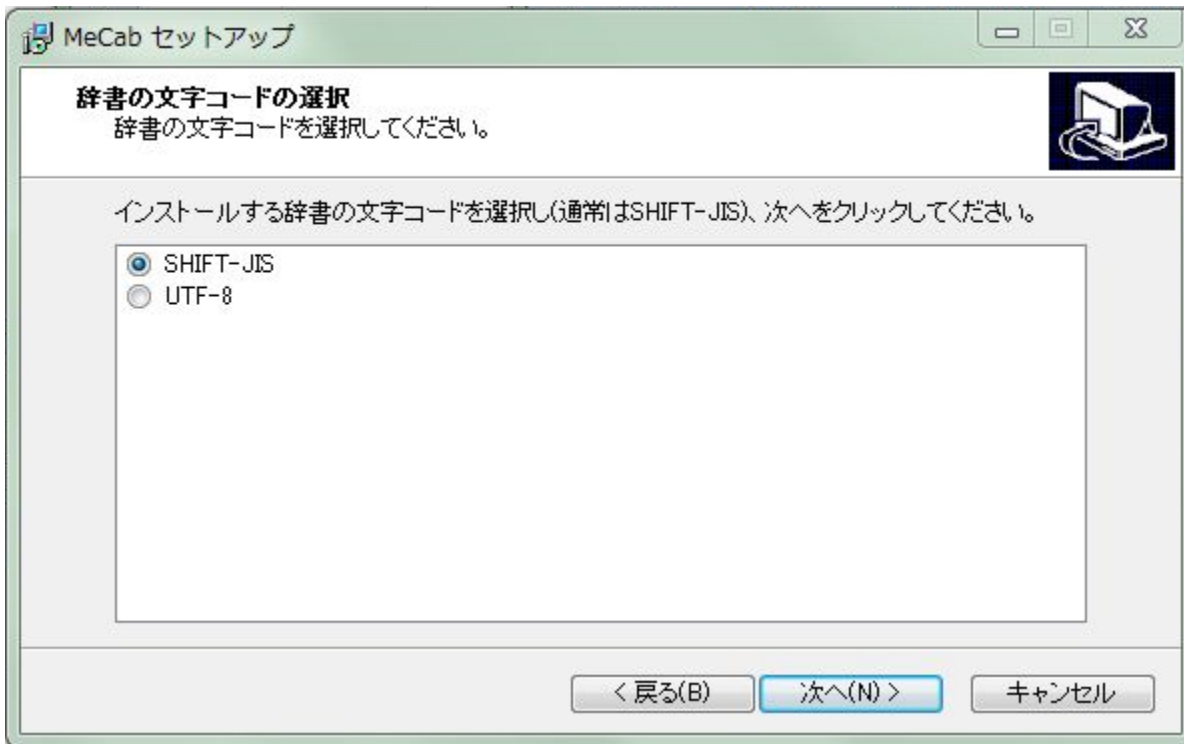 MeCab セットアップ
辞書の文字コードの選択
辞書の文字コードを選択してください。
インストールする辞書の文字コードを選択し(通常はSHIFT-JIS)、次へをクリックしてください。
SHIFT-JIS
UTF-8
< 戻る(B) 次へ(N) > キャンセル